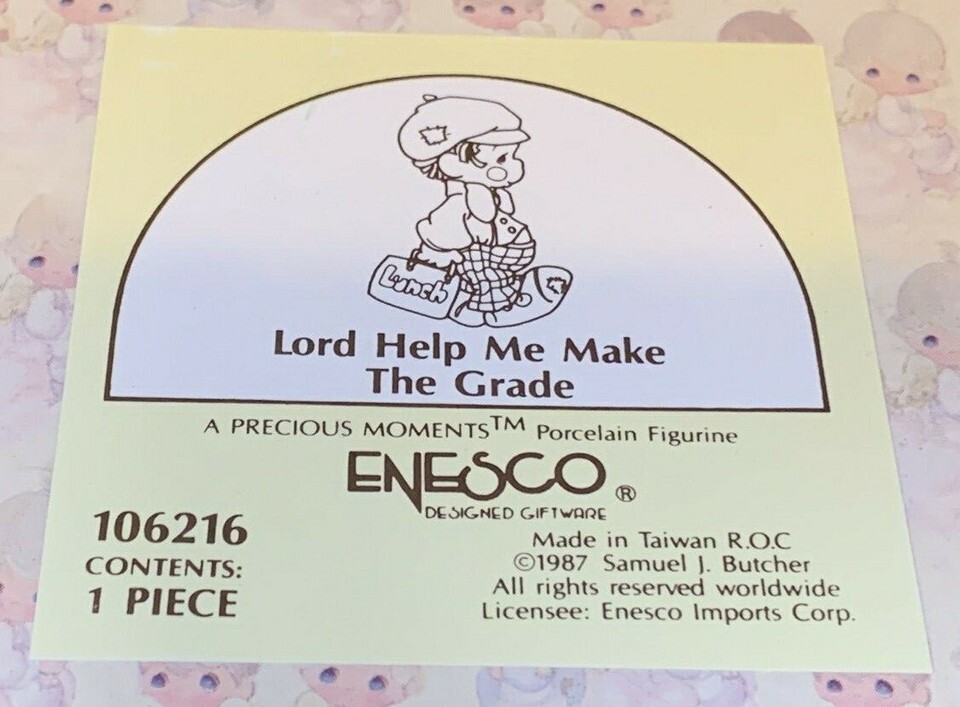 Lunch
Lord Help Me Make
The Grade
A PRECIOUS MOMENTS™ Porcelain Figurine
ENESCO ®
DESIGNED GIFTWARE
106216
CONTENTS:
1 PIECE
Made in Taiwan R.O.C
©1987 Samuel J. Butcher
All rights reserved worldwide
Licensee: Enesco Imports Corp.